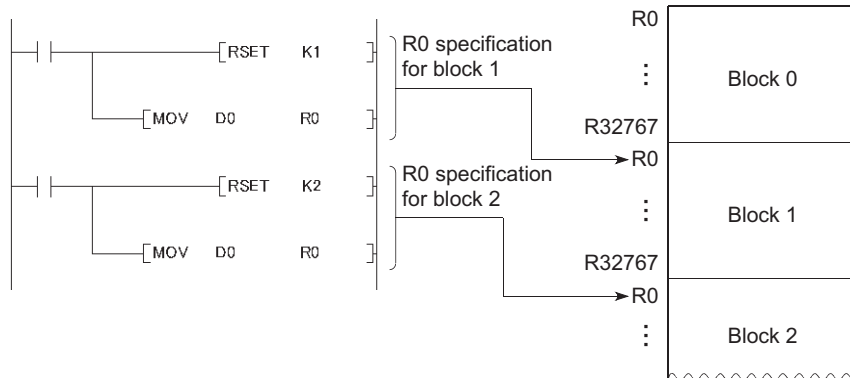 RSET K1
MOV D0 R0
R0 specification
for block 1
RSET K2
MOV D0 R0
R0 specification
for block 2
R0
Block 0
R32767
R0
Block 1
R32767
R0
Block 2